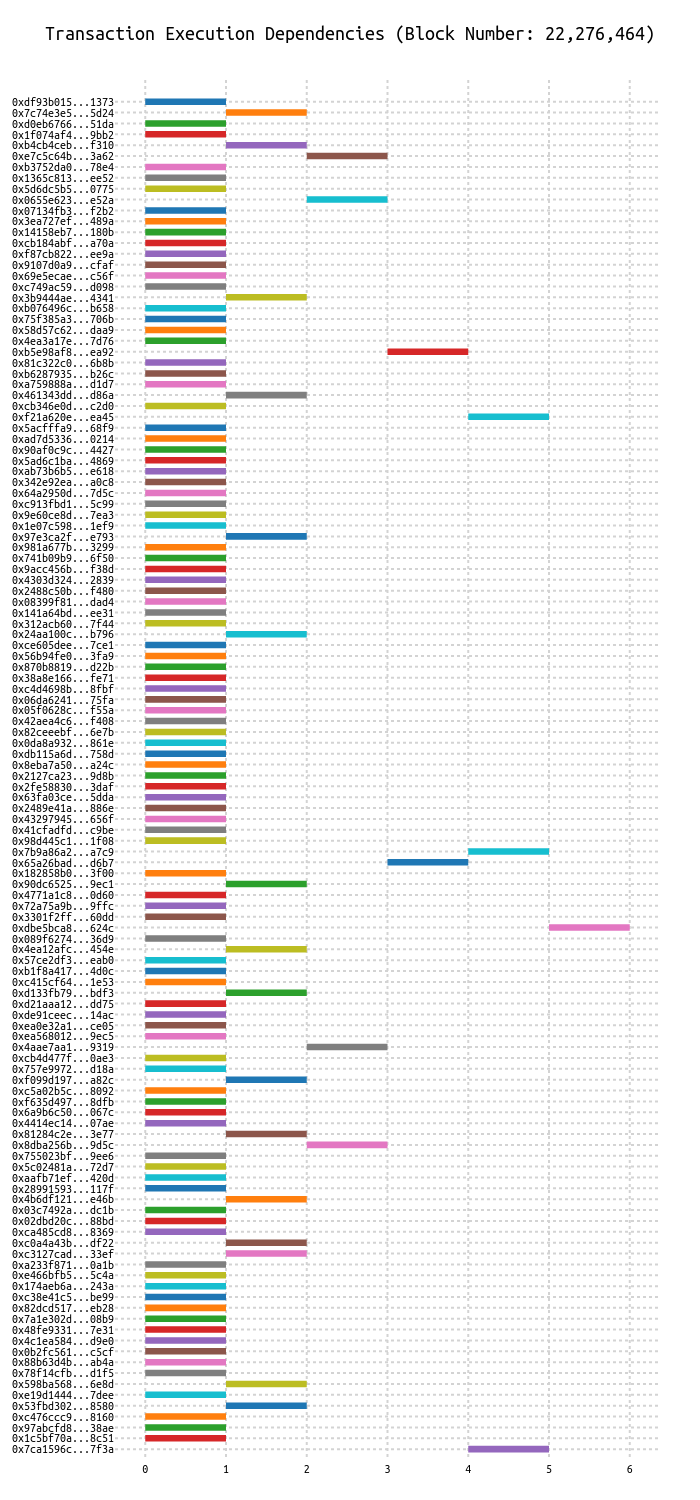 Transaction Execution Dependencies (Block Number: 22,276,464)
0xdf93b015...1373
0x7c74e3e5...5d24
0xd0eb6766...51da
0x1f074af4...9bb2
0xb4cb4ceb...f310
0xe7c5c64b...3a62
0xb3752da0...78e4
0x1365c813...ee52
0x5d6dc5b5...0775
0x0655e623...e52a
0x07134fb3...f2b2
0x3ea727ef...489a
0x14158eb7...180b
0xcb184abf...a70a
0xf87cb822...ee9a
0x9107d0a9...cfaf
0x69e5ecae...c56f
0xc749ac59...d098
0x3b9444ae...4341
0xb076496c...b658
0x75f385a3...706b
0x58d57c62...daa9
0x4ea3a17e...7d76
0xb5e98af8...ea92
0x81c322c0...6b8b
0xb6287935...b26c
0xa759888a...d1d7
0x461343dd...d86a
0xcb346e0d...c2d0
0xf21a620e...ea45
0x5acfffa9...68f9
0xad7d5336...0214
0x90af0c9c...4427
0x5ad6c1ba...4869
0xab73b6b5...e618
0x342e92ea...a0c8
0x64a2950d...7d5c
0xc913fbd1...5c99
0x9e60ce8d...7ea3
0x1e07c598...1ef9
0x97e3ca2f...e793
0x981a677b...3299
0x741b09b9...6f50
0x9acc456b...f38d
0x4303d324...2839
0x2488c50b...f480
0x08399f81...dad4
0x141a64bd...ee31
0x312acb60...7f44
0x24aa100c...b796
0xce605dee...7ce1
0x56b94fe0...3fa9
0x870b8819...d22b
0x38a8e166...fe71
0xc4d4698b...8fbf
0x06da6241...75fa
0x05f0628c...f55a
0x42aea4c6...f408
0x82ceeebf...6e7b
0x0da8a932...861e
0xdb115a6d...758d
0x8eba7a50...a24c
0x2127ca23...9d8b
0x2fe58830...3daf
0x63fa03ce...5dda
0x2489e41a...886e
0x43297945...656f
0x41cfadfd...c9be
0x98d445c1...1f08
0x7b9a86a2...a7c9
0x65a26bad...d6b7
0x182858b0...3f00
0x90dc6525...9ec1
0x4771a1c8...0d60
0x72a75a9b...9ffc
0x3301f2ff...60dd
0xdbe5bca8...624c
0x089f6274...36d9
0x4ea12afc...454e
0x57ce2df3...eab0
0xb1f8a417...4d0c
0xc415cf64...1e53
0xd133fb79...bdf3
0xd21aaa12...dd75
0xde91ceec...14ac
0xea0e32a1...ce05
0xea568012...9ec5
0x4aae7aa1...9319
0xcb4d477f...0ae3
0x757e9972...d18a
0xf099d197...a82c
0xc5a02b5c...8092
0xf635d497...8dfb
0x6a9b6c50...067c
0x4414ec14...07ae
0x81284c2e...3e77
0x8dba256b...9d5c
0x755023bf...9ee6
0x5c02481a...72d7
0xaafb71ef...420d
0x28991593...117f
0x4b6df121...e46b
0x03c7492a...dc1b
0x02dbd20c...88bd
0xca485cd8...8369
0xc0a4a43b...df22
0xc3127cad...33ef
0xa233f871...0a1b
0xe466bfb5...5c4a
0x174aeb6a...243a
0xc38e41c5...be99
0x82dcd517...eb28
0x7a1e302d...08b9
0x48fe9331...7e31
0x4c1ea584...d9e0
0x0b2fc561...c5cf
0x88b63d4b...ab4a
0x78f14cfb...d1f5
0x598ba568...6e8d
0xe19d1444...7dee
0x53fbd302...8580
0xc476ccc9...8160
0x97abcfd8...38ae
0x1c5bf70a...8c51
0x7ca1596c...7f3a
0 1 2 3 4 5 6